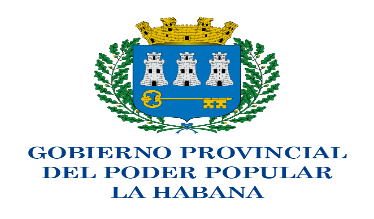 GOBIERNO PROVINCIAL
DEL PODER POPULAR
LA HABANA